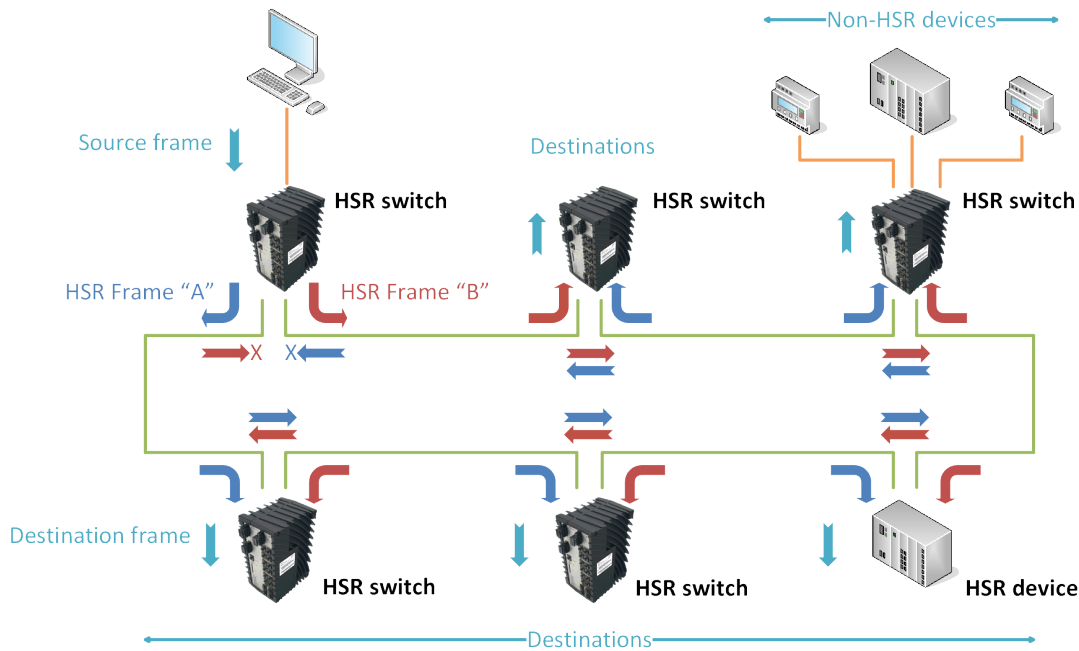 Non-HSR devices
Source frame
Destinations
HSR switch
HSR switch
HSR switch
HSR Frame “A”
HSR Frame “B”
X
X
Destination frame
HSR switch
HSR switch
HSR device
Destinations